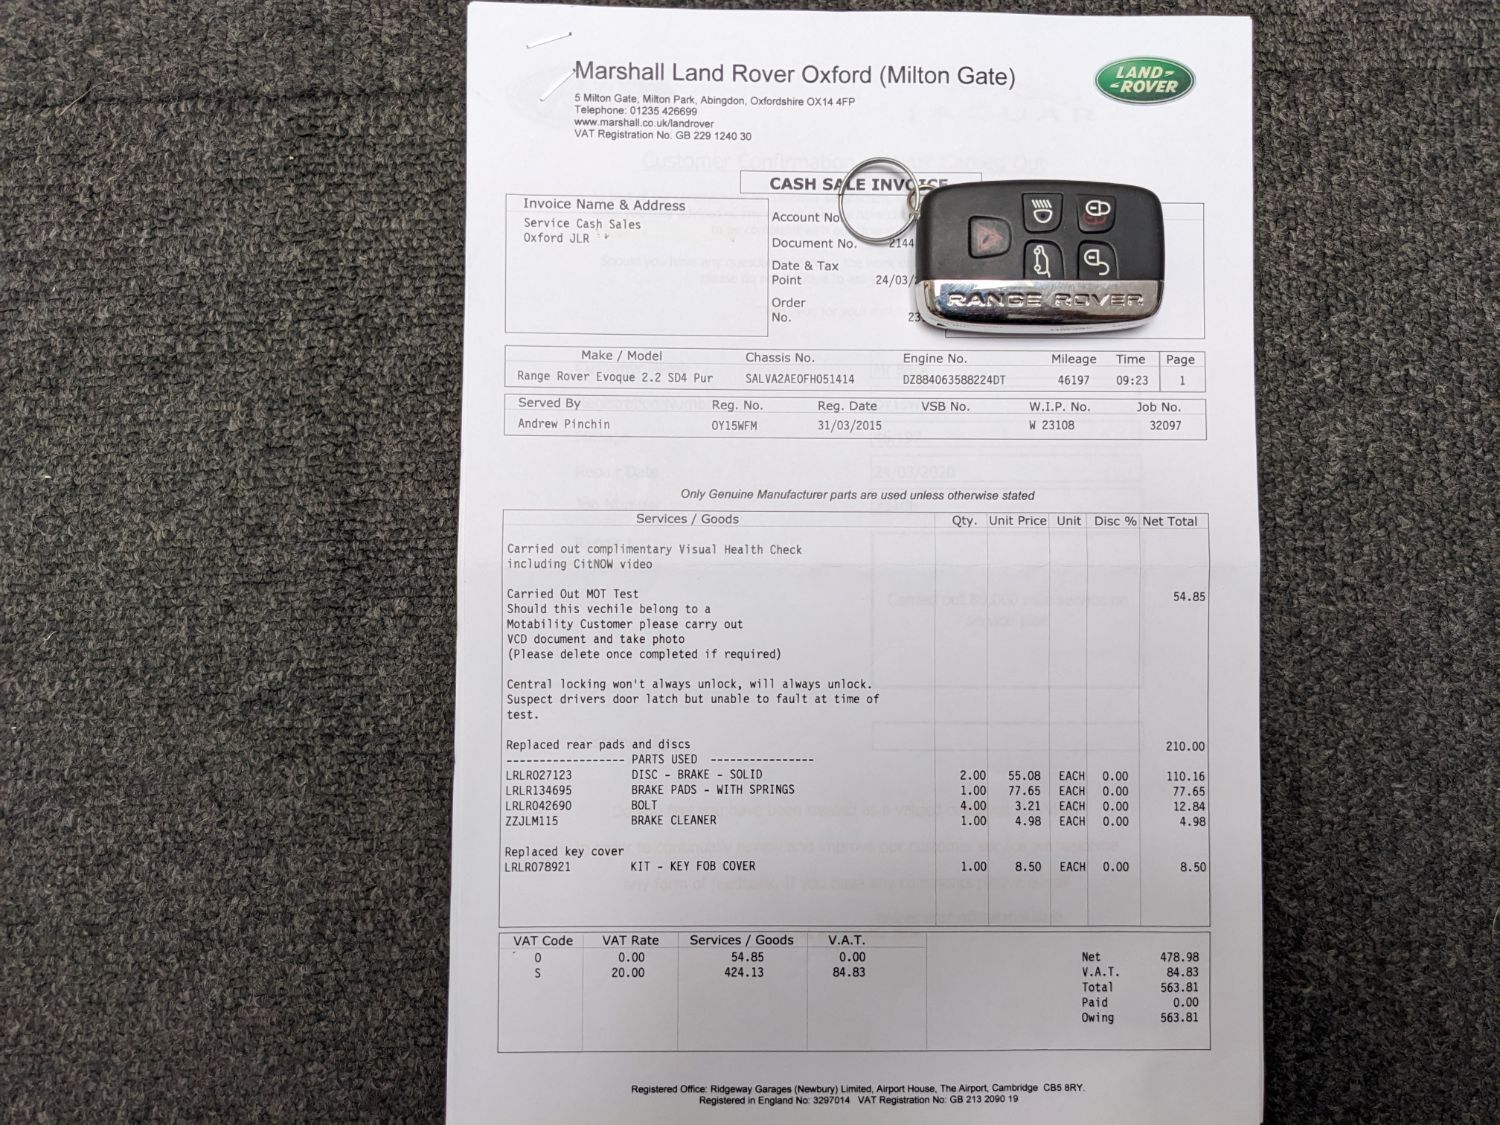 Marshall Land Rover Oxford (Milton Gate)
LAND-
-ROVER
5 Milton Gate, Milton Park, Abingdon, Oxfordshire OX14 4FP
Telephone: 01235 426699
www.marshall.co.uk/landrover
VAT Registration No. GB 229 1240 30
CASH SALE INVOICE
Invoice Name & Address
Service Cash Sales
Oxford JLR
Account No
Document No. 2144
Date & Tax
Point 24/03/
Order
No. 23
RANGE ROVER
Make / Model Chassis No. Engine No. Mileage Time Page
Range Rover Evoque 2.2 SD4 Pur SALVA2AE0FH051414 DZ884063588224DT 46197 09:23 1
Served By Reg. No. Reg. Date VSB No. W.I.P. No. Job No.
Andrew Pinchin OY15WFM 31/03/2015 W 23108 32097
Only Genuine Manufacturer parts are used unless otherwise stated
Services / Goods Qty. Unit Price Unit Disc % Net Total
Carried out complimentary Visual Health Check
including CitNOW video
Carried Out MOT Test 54.85
Should this vechile belong to a
Motability Customer please carry out
VCD document and take photo
(Please delete once completed if required)
Central locking won't always unlock, will always unlock.
Suspect drivers door latch but unable to fault at time of
test.
Replaced rear pads and discs 210.00
------------------ PARTS USED ----------------
LRLR027123 DISC - BRAKE - SOLID 2.00 55.08 EACH 0.00 110.16
LRLR134695 BRAKE PADS - WITH SPRINGS 1.00 77.65 EACH 0.00 77.65
LRLR042690 BOLT 4.00 3.21 EACH 0.00 12.84
ZZJLM115 BRAKE CLEANER 1.00 4.98 EACH 0.00 4.98
Replaced key cover
LRLR078921 KIT - KEY FOB COVER 1.00 8.50 EACH 0.00 8.50
VAT Code VAT Rate Services / Goods V.A.T.
0 0.00 54.85 0.00
S 20.00 424.13 84.83
Net 478.98
V.A.T. 84.83
Total 563.81
Paid 0.00
Owing 563.81
Registered Office: Ridgeway Garages (Newbury) Limited, Airport House, The Airport, Cambridge CB5 8RY.
Registered in England No: 3297014 VAT Registration No: GB 213 2090 19